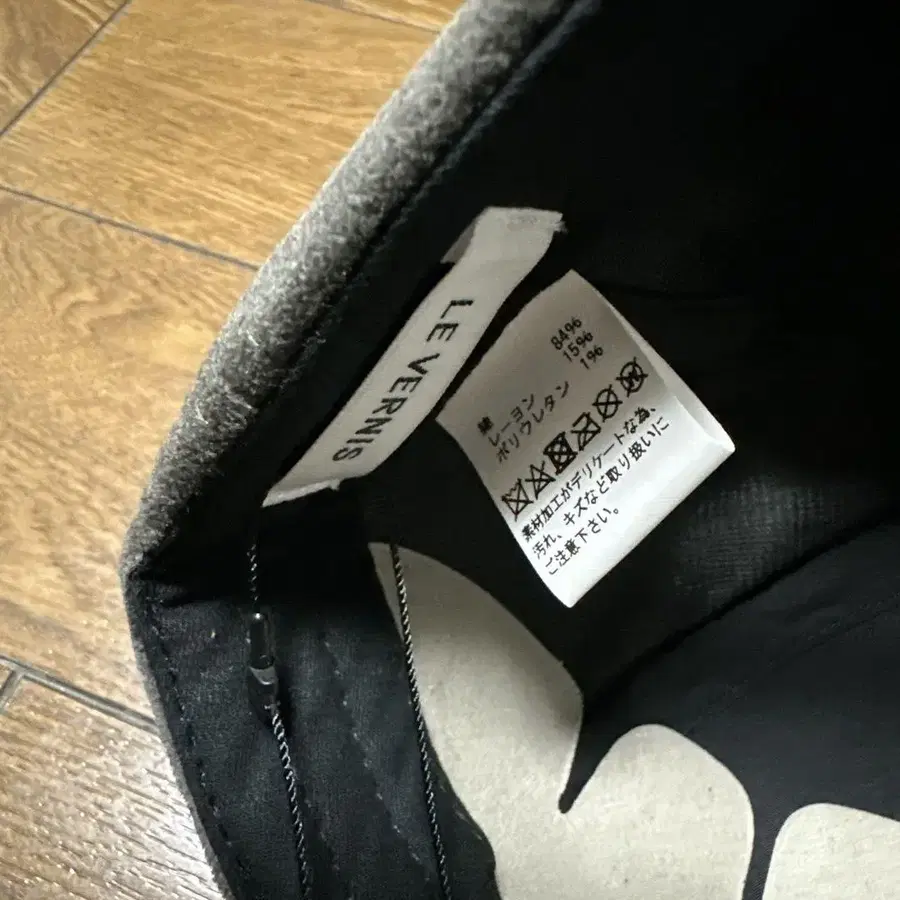 LE VERNIS
綿 84%
レーヨン 15%
ポリウレタン 1%
素材加工がデリケートな為、
汚れ、キズなど取り扱いに
ご注意下さい。